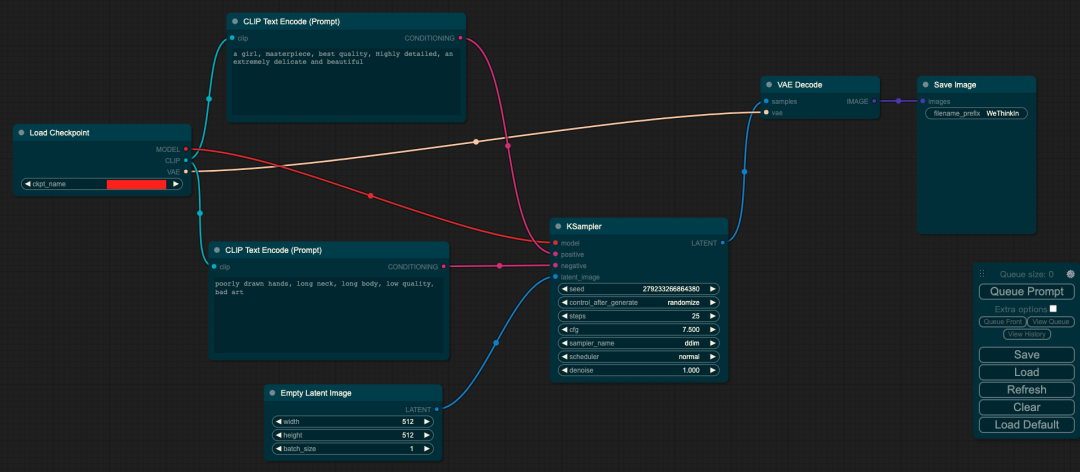 CLIP Text Encode (Prompt)
clip
CONDITIONING
a girl, masterpiece, best quality, Highly detailed, an
extremely delicate and beautiful
Load Checkpoint
MODEL
CLIP
VAE
ckpt_name
CLIP Text Encode (Prompt)
clip
CONDITIONING
poorly drawn hands, long neck, long body, low quality,
bad art
Empty Latent Image
LATENT
width 512
height 512
batch_size 1
KSampler
model LATENT
positive
negative
latent_image
seed 279233266864380
control_after_generate randomize
steps 25
cfg 7.500
sampler_name ddim
scheduler normal
denoise 1.000
VAE Decode
samples IMAGE
vae
Save Image
images
filename_prefix WeThinkIn
Queue size: 0
Queue Prompt
Extra options
Queue Front View Queue
View History
Save
Load
Refresh
Clear
Load Default